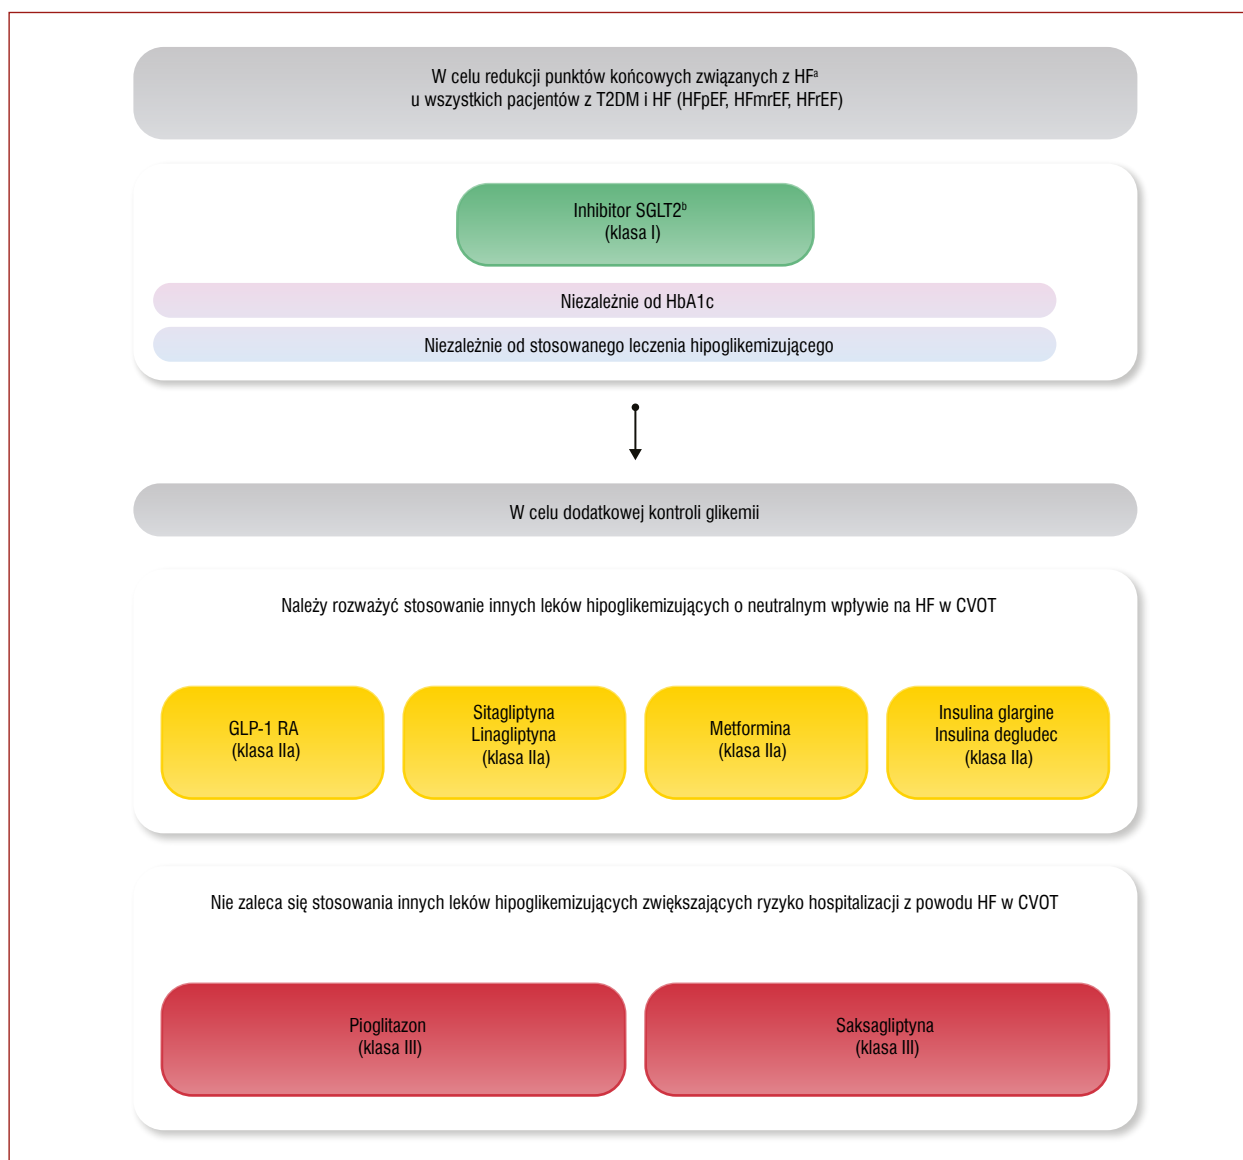 W celu redukcji punktów końcowych związanych z HFᵃ
u wszystkich pacjentów z T2DM i HF (HFpEF, HFmrEF, HFrEF)
Inhibitor SGLT2ᵇ
(klasa I)
Niezależnie od HbA1c
Niezależnie od stosowanego leczenia hipoglikemizującego
W celu dodatkowej kontroli glikemii
Należy rozważyć stosowanie innych leków hipoglikemizujących o neutralnym wpływie na HF w CVOT
GLP-1 RA
(klasa IIa)
Sitagliptyna
Linagliptyna
(klasa IIa)
Metformina
(klasa IIa)
Insulina glargine
Insulina degludec
(klasa IIa)
Nie zaleca się stosowania innych leków hipoglikemizujących zwiększających ryzyko hospitalizacji z powodu HF w CVOT
Pioglitazon
(klasa III)
Saksagliptyna
(klasa III)